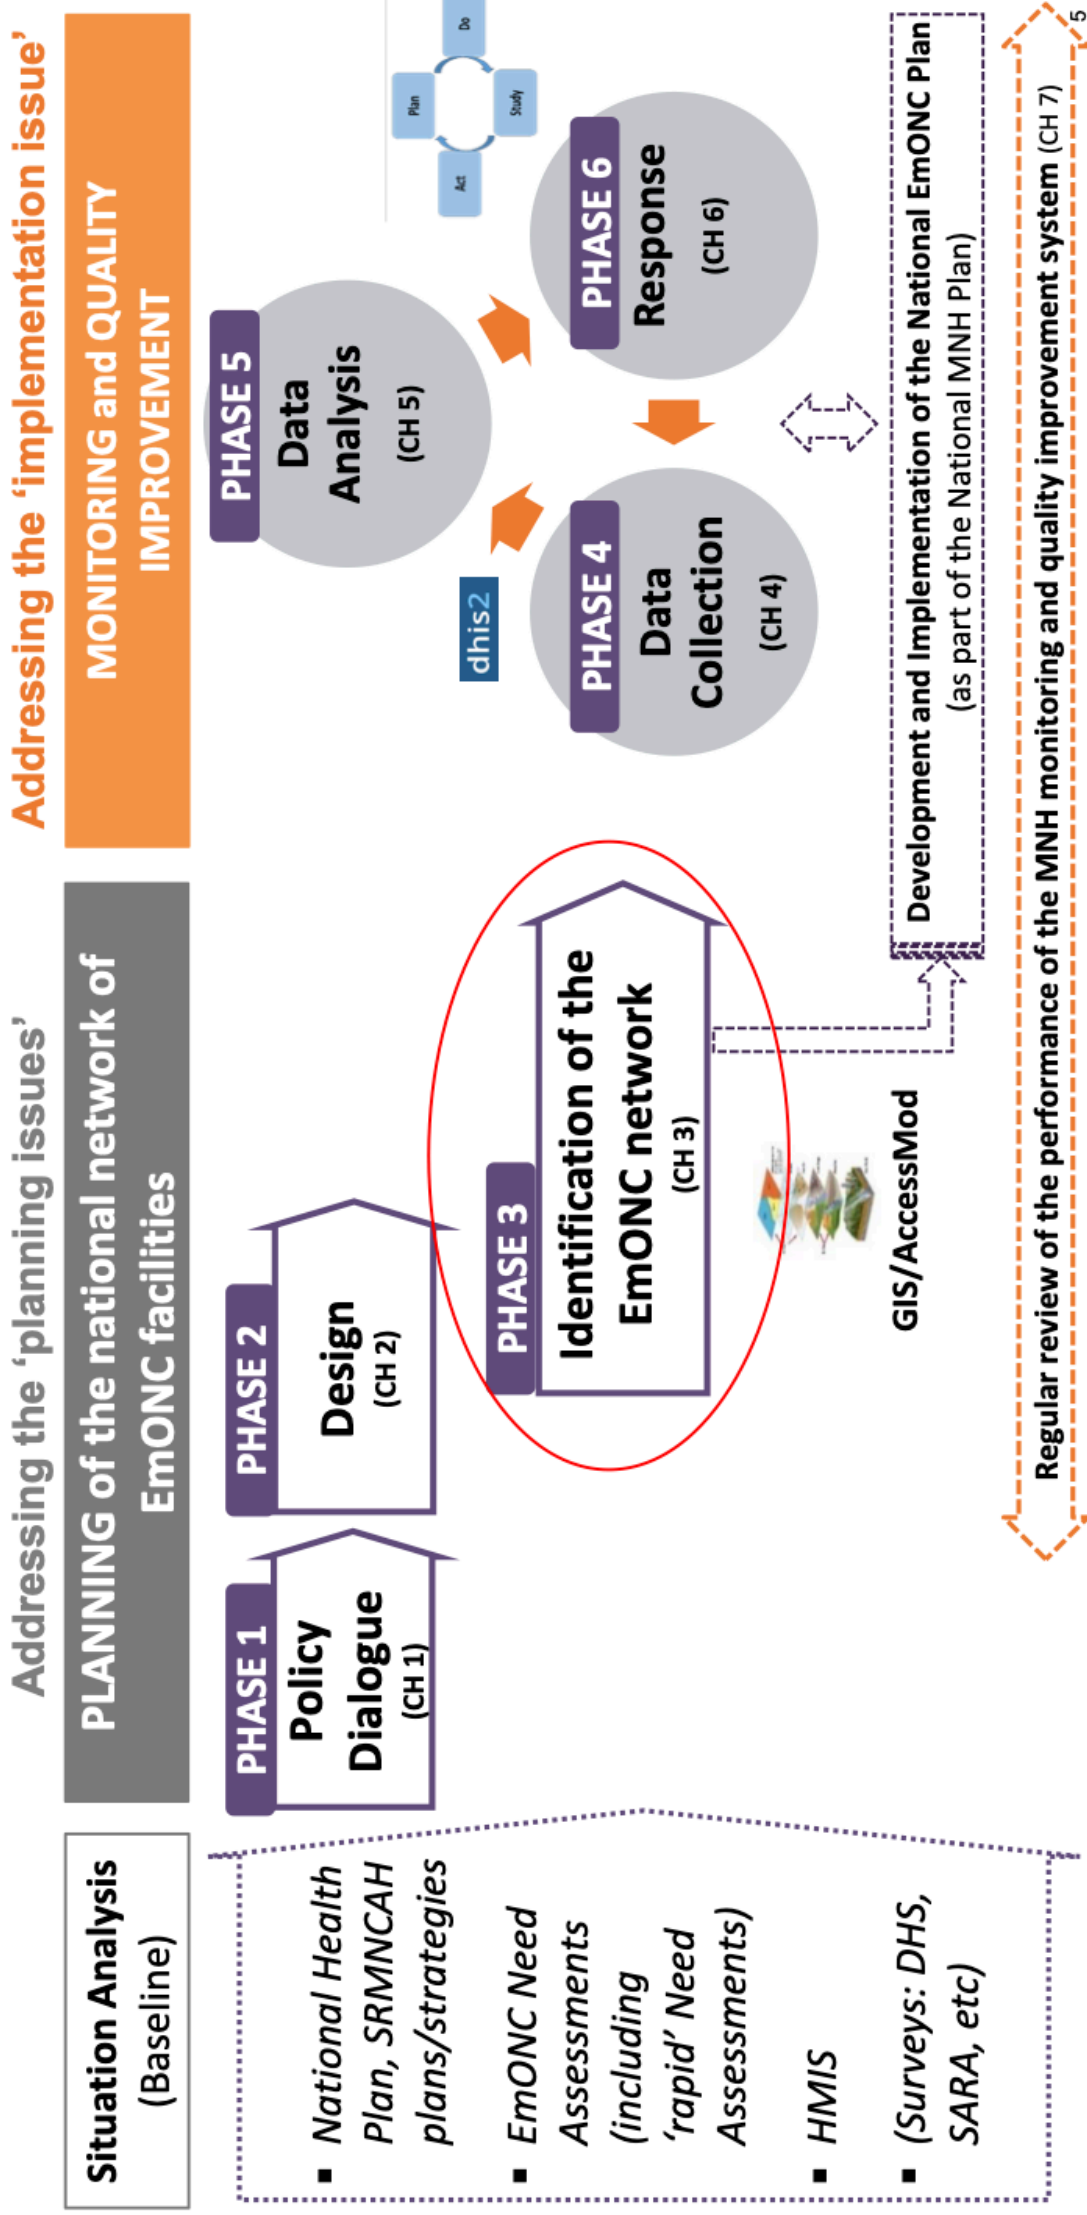 Addressing the ‘planning issues’
Addressing the ‘implementation issue’
Situation Analysis
(Baseline)
PLANNING of the national network of
EmONC facilities
MONITORING and QUALITY
IMPROVEMENT
▪ National Health
Plan, SRMNCAH
plans/strategies
▪ EmONC Need
Assessments
(including
‘rapid’ Need
Assessments)
▪ HMIS
▪ (Surveys: DHS,
SARA, etc)
PHASE 1
Policy
Dialogue
(CH 1)
PHASE 2
Design
(CH 2)
PHASE 3
Identification of the
EmONC network
(CH 3)
GIS/AccessMod
PHASE 4
Data
Collection
(CH 4)
dhis2
PHASE 5
Data
Analysis
(CH 5)
PHASE 6
Response
(CH 6)
Plan
Do
Study
Act
Development and Implementation of the National EmONC Plan
(as part of the National MNH Plan)
Regular review of the performance of the MNH monitoring and quality improvement system (CH 7)
5